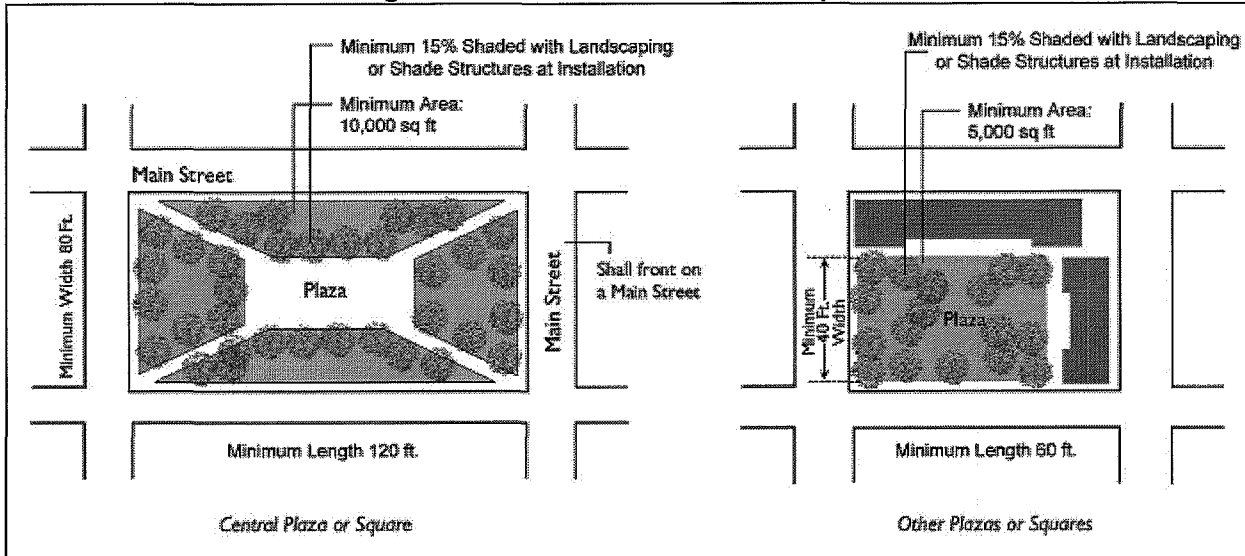 Minimum 15% Shaded with Landscaping
or Shade Structures at Installation
Minimum Area:
10,000 sq ft
Main Street
Minimum Width 80 Ft.
Plaza
Main Street
Shall front on
a Main Street
Minimum Length 120 ft.
Central Plaza or Square
Minimum 15% Shaded with Landscaping
or Shade Structures at Installation
Minimum Area:
5,000 sq ft
Minimum
40 Ft.
Width
Plaza
Minimum Length 60 ft.
Other Plazas or Squares